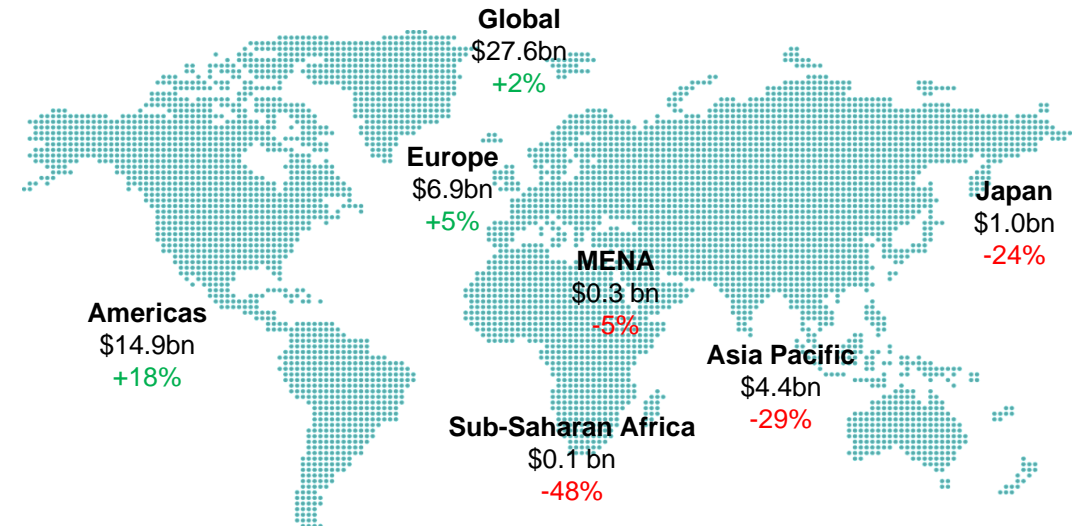 Global
$27.6bn
+2%
Europe
$6.9bn
+5%
Japan
$1.0bn
-24%
MENA
$0.3 bn
-5%
Americas
$14.9bn
+18%
Asia Pacific
$4.4bn
-29%
Sub-Saharan Africa
$0.1 bn
-48%